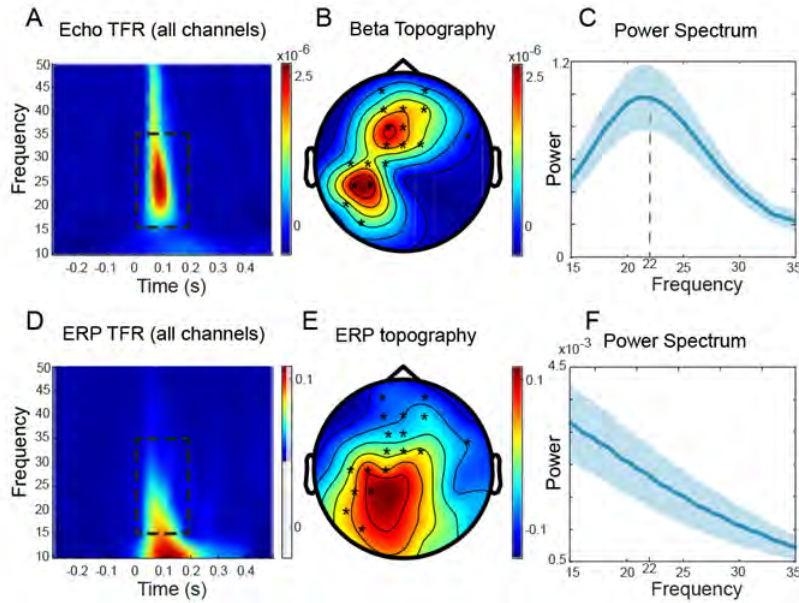 A Echo TFR (all channels)
Frequency
50
45
40
35
30
25
20
15
10
-0.3 -0.2 -0.1 0 0.1 0.2 0.3 0.4
Time (s)
x10-6
2.5
0
B Beta Topography
x10-6
2.5
0
C Power Spectrum
Power
1.2
0
15 20 22 25 30 35
Frequency
D ERP TFR (all channels)
Frequency
50
45
40
35
30
25
20
15
10
-0.3 -0.2 -0.1 0 0.1 0.2 0.3 0.4
Time (s)
0.1
0
E ERP topography
0.1
-0.1
F Power Spectrum
x10-3
Power
4.5
0.5
15 20 22 25 30 35
Frequency